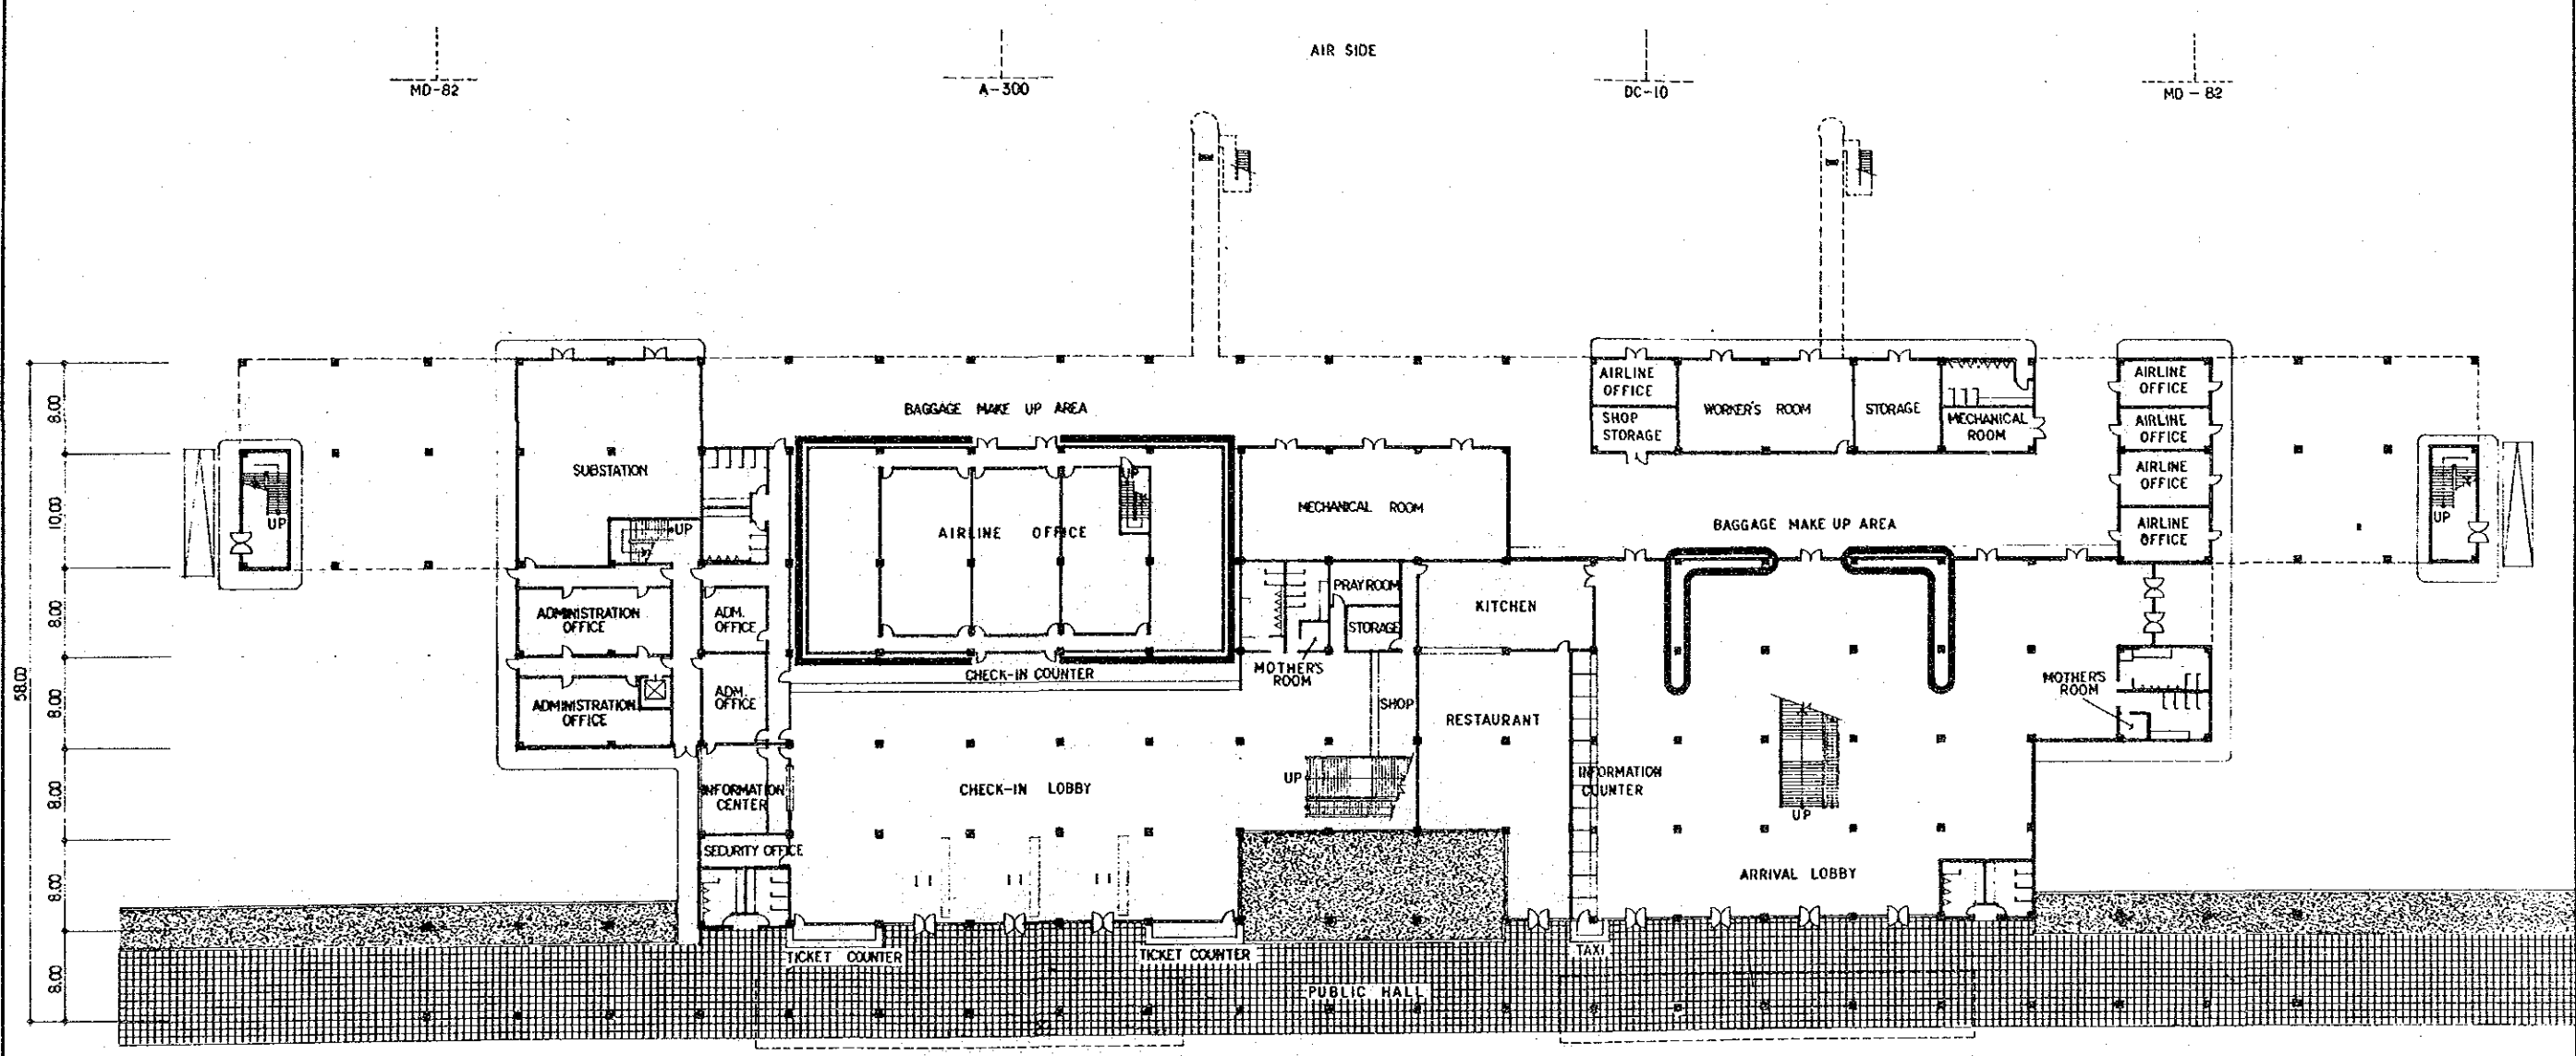 AIR SIDE
MD-82
A-300
DC-10
MD-82
8.00
10.00
8.00
8.00
8.00
8.00
8.00
58.00
AIRLINE
OFFICE
SHOP
STORAGE
WORKER'S ROOM
STORAGE
MECHANICAL
ROOM
AIRLINE
OFFICE
AIRLINE
OFFICE
AIRLINE
OFFICE
AIRLINE
OFFICE
BAGGAGE MAKE UP AREA
SUBSTATION
UP
UP
UP
AIRLINE OFFICE
MECHANICAL ROOM
BAGGAGE MAKE UP AREA
UP
ADMINISTRATION
OFFICE
ADM.
OFFICE
PRAY ROOM
STORAGE
KITCHEN
MOTHER'S
ROOM
CHECK-IN COUNTER
ADMINISTRATION
OFFICE
ADM.
OFFICE
SHOP
RESTAURANT
MOTHER'S
ROOM
INFORMATION
CENTER
CHECK-IN LOBBY
UP
INFORMATION
COUNTER
UP
SECURITY OFFICE
ARRIVAL LOBBY
TICKET COUNTER
TICKET COUNTER
TAXI
PUBLIC HALL